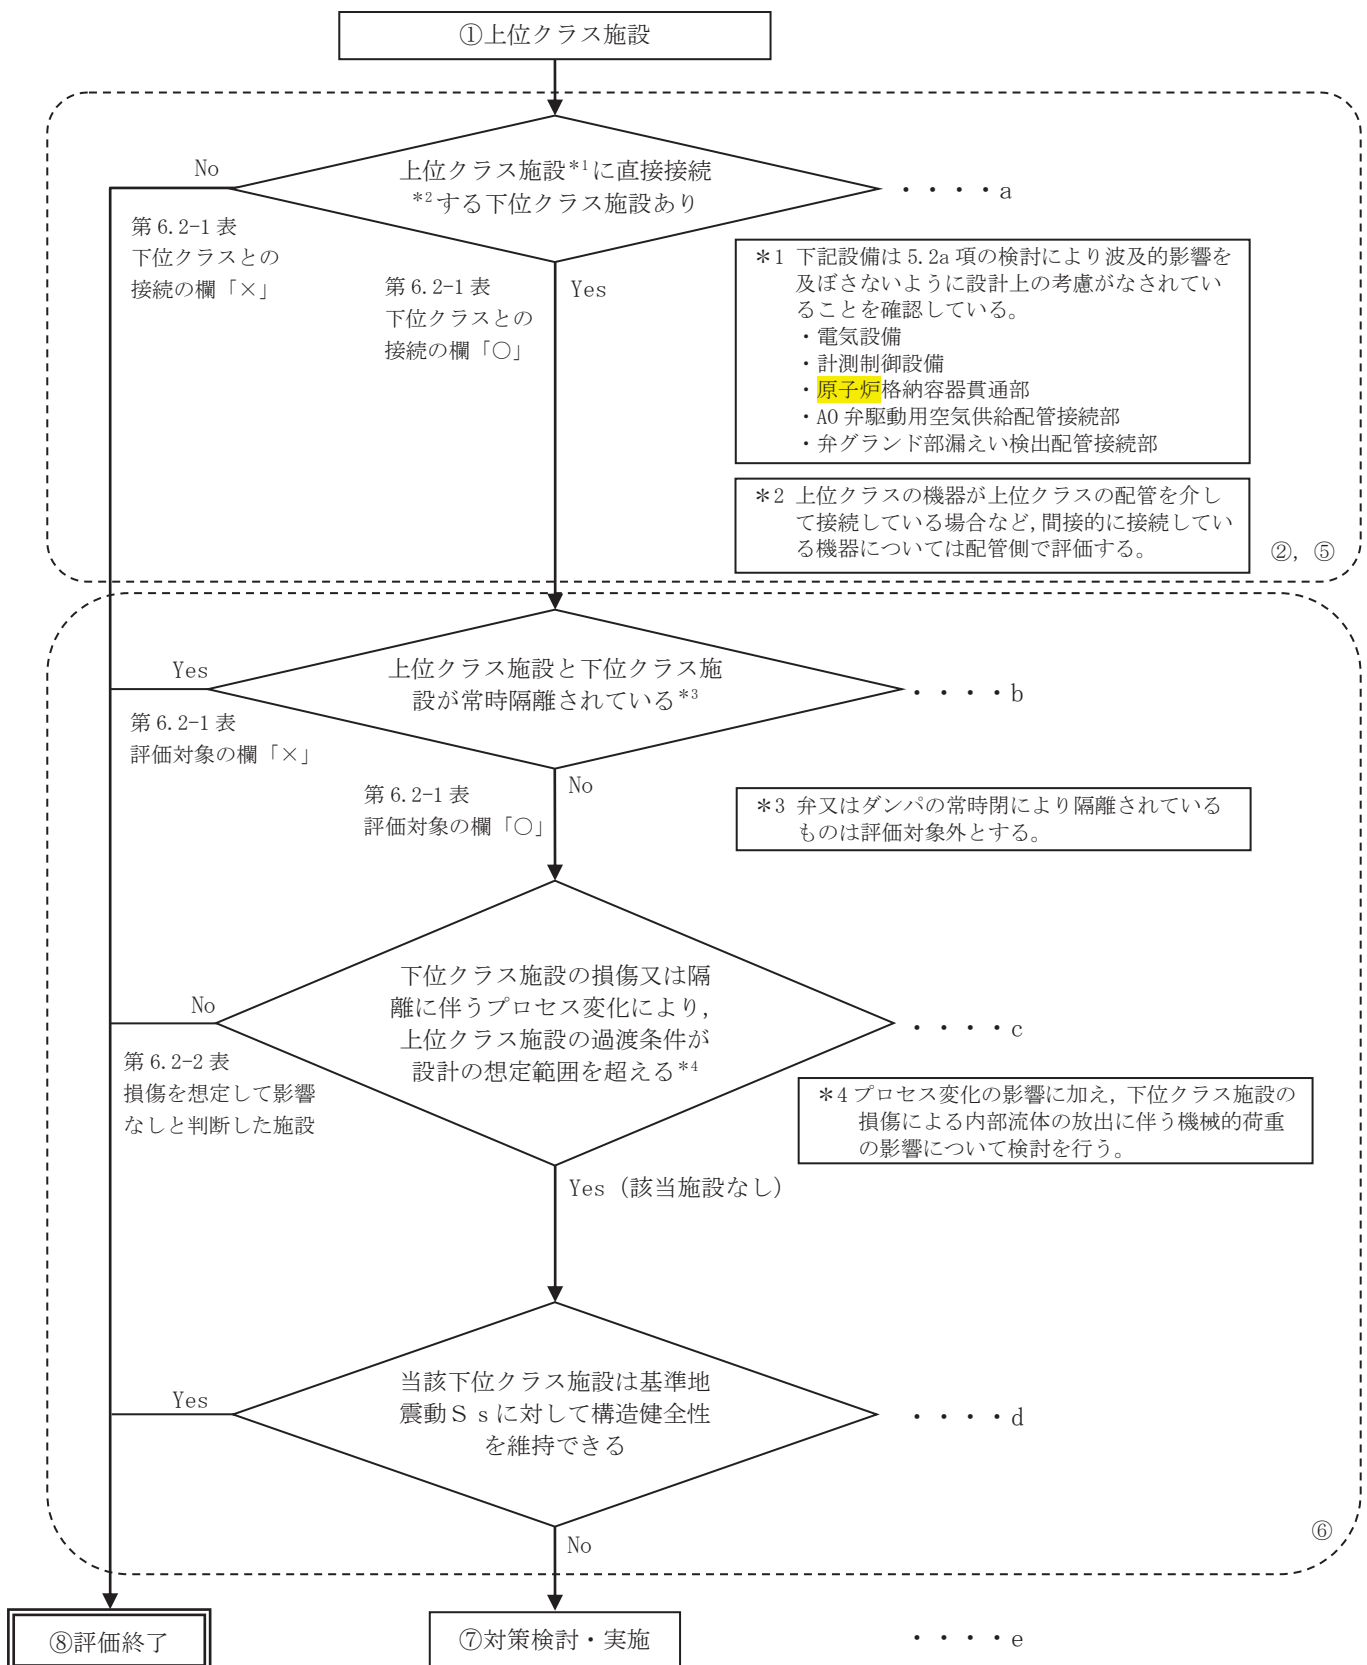 ①上位クラス施設
No
上位クラス施設*1に直接接続
*2する下位クラス施設あり
・・・・a
第 6.2-1 表
下位クラスとの
接続の欄「×」
第 6.2-1 表
下位クラスとの
接続の欄「○」
Yes
*1 下記設備は 5.2a 項の検討により波及的影響を
及ぼさないように設計上の考慮がなされてい
ることを確認している。
・電気設備
・計測制御設備
・原子炉格納容器貫通部
・AO 弁駆動用空気供給配管接続部
・弁グランド部漏えい検出配管接続部
*2 上位クラスの機器が上位クラスの配管を介し
て接続している場合など,間接的に接続してい
る機器については配管側で評価する。
②, ⑤
Yes
上位クラス施設と下位クラス施
設が常時隔離されている*3
・・・・b
第 6.2-1 表
評価対象の欄「×」
No
第 6.2-1 表
評価対象の欄「○」
*3 弁又はダンパの常時閉により隔離されている
ものは評価対象外とする。
No
下位クラス施設の損傷又は隔
離に伴うプロセス変化により,
上位クラス施設の過渡条件が
設計の想定範囲を超える*4
・・・・c
第 6.2-2 表
損傷を想定して影響
なしと判断した施設
*4 プロセス変化の影響に加え, 下位クラス施設の
損傷による内部流体の放出に伴う機械的荷重
の影響について検討を行う。
Yes（該当施設なし）
Yes
当該下位クラス施設は基準地
震動Ｓｓに対して構造健全性
を維持できる
・・・・d
No
⑥
⑧評価終了
⑦対策検討・実施
・・・・e